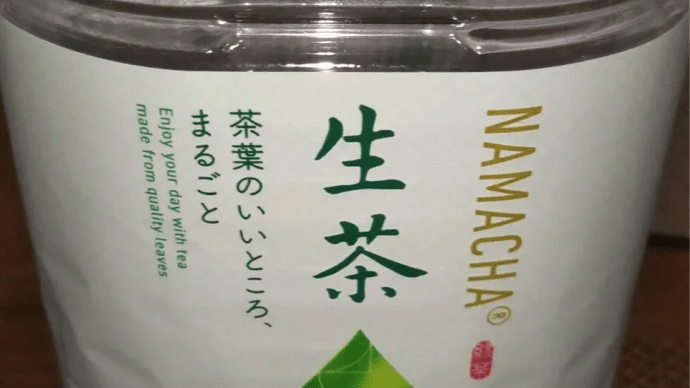 NAMACHA®
生茶
茶葉のいいところ、
まるごと
Enjoy your day with tea
made from quality leaves